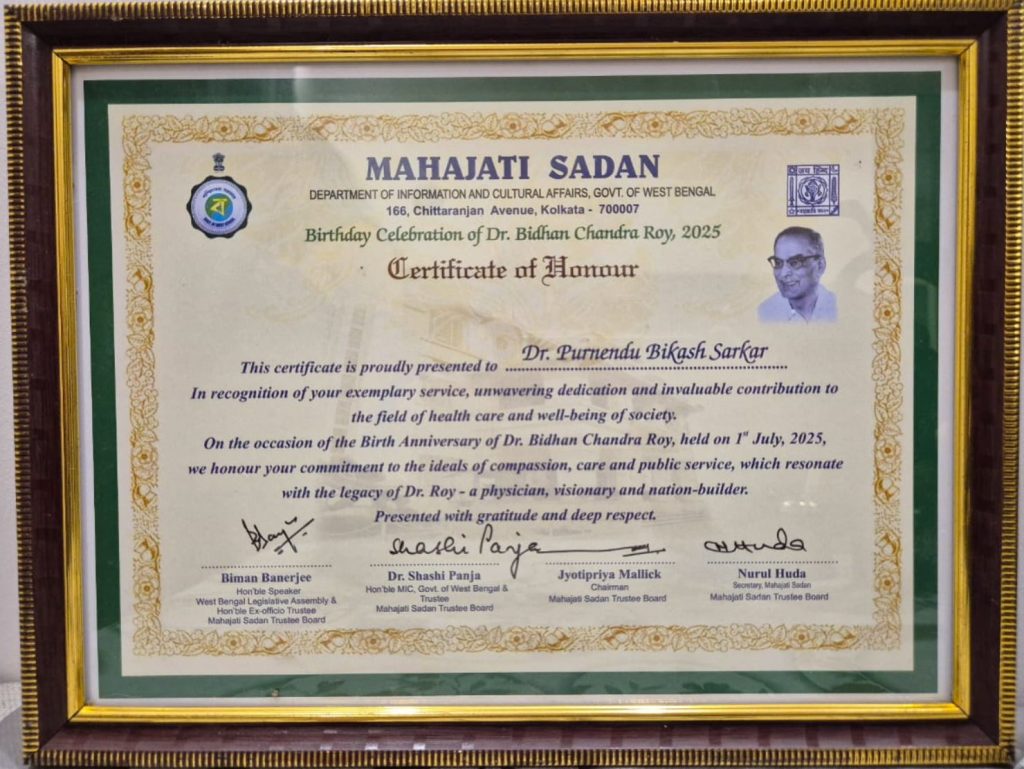 MAHAJATI SADAN
DEPARTMENT OF INFORMATION AND CULTURAL AFFAIRS, GOVT. OF WEST BENGAL
166, Chittaranjan Avenue, Kolkata - 700007
Birthday Celebration of Dr. Bidhan Chandra Roy, 2025
Certificate of Honour
ব
This certificate is proudly presented to Dr. Purnendu Bikash Sarkar
In recognition of your exemplary service, unwavering dedication and invaluable contribution to
the field of health care and well-being of society.
On the occasion of the Birth Anniversary of Dr. Bidhan Chandra Roy, held on 1st July, 2025,
we honour your commitment to the ideals of compassion, care and public service, which resonate
with the legacy of Dr. Roy - a physician, visionary and nation-builder.
Presented with gratitude and deep respect.
Shashi Panja
Biman Banerjee
Hon'ble Speaker
West Bengal Legislative Assembly &
Hon'ble Ex-officio Trustee
Mahajati Sadan Trustee Board
Dr. Shashi Panja
Hon'ble MIC, Govt. of West Bengal &
Trustee
Mahajati Sadan Trustee Board
Jyotipriya Mallick
Chairman
Mahajati Sadan Trustee Board
Nurul Huda
Secretary, Mahajati Sadan
Mahajati Sadan Trustee Board